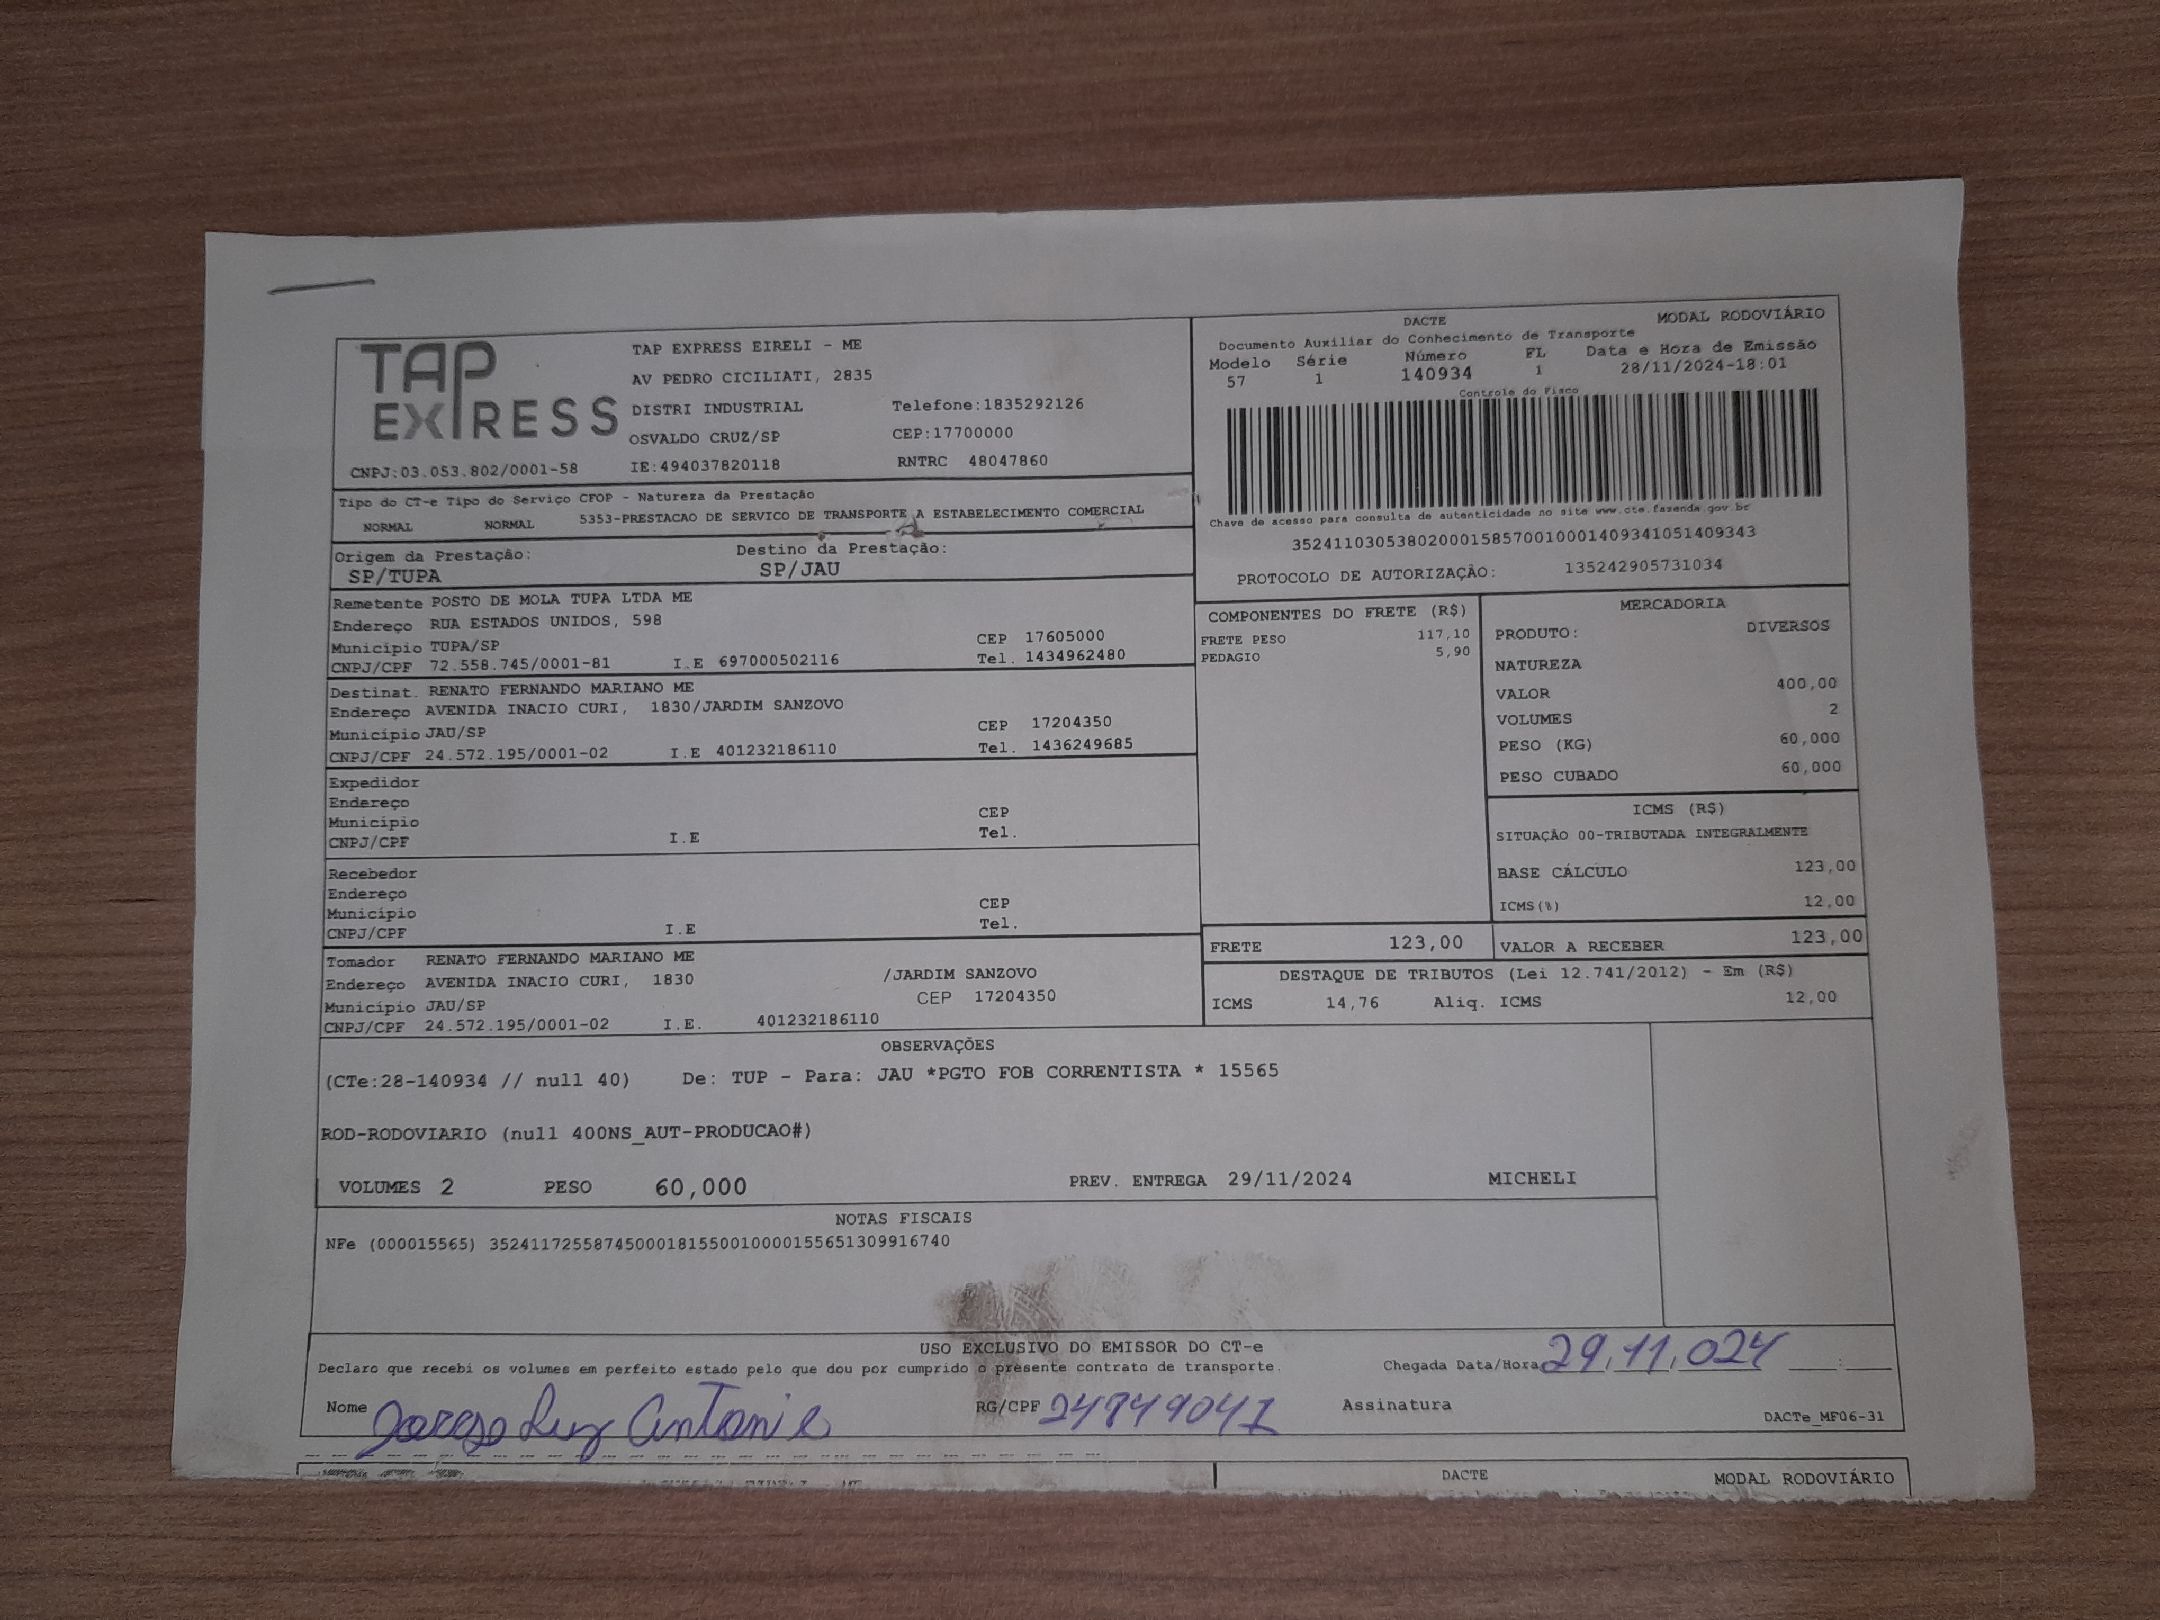 TAP EXPRESS
TAP EXPRESS EIRELI - ME
AV PEDRO CICILIATI, 2835
DISTRI INDUSTRIAL Telefone:1835292126
OSVALDO CRUZ/SP CEP:17700000
CNPJ:03.053.802/0001-58 IE:494037820118 RNTRC 48047860
DACTE MODAL RODOVIÁRIO
Documento Auxiliar do Conhecimento de Transporte
Modelo Série Número FL Data e Hora de Emissão
57 1 140934 1 28/11/2024-18:01
Controle do Fisco
Chave de acesso para consulta de autenticidade no site www.cte.fazenda.gov.br
35241103053802000158570010001409341051409343
PROTOCOLO DE AUTORIZAÇÃO: 135242905731034
Tipo do CT-e Tipo do Serviço CFOP - Natureza da Prestação
NORMAL NORMAL 5353-PRESTACAO DE SERVICO DE TRANSPORTE A ESTABELECIMENTO COMERCIAL
Origem da Prestação: Destino da Prestação:
SP/TUPA SP/JAU
Remetente POSTO DE MOLA TUPA LTDA ME
Endereço RUA ESTADOS UNIDOS, 598
Município TUPA/SP CEP 17605000
CNPJ/CPF 72.558.745/0001-81 I.E 697000502116 Tel. 1434962480
Destinat. RENATO FERNANDO MARIANO ME
Endereço AVENIDA INACIO CURI, 1830/JARDIM SANZOVO
Município JAU/SP CEP 17204350
CNPJ/CPF 24.572.195/0001-02 I.E 401232186110 Tel. 1436249685
Expedidor
Endereço
Município CEP
CNPJ/CPF I.E Tel.
Recebedor
Endereço
Município CEP
CNPJ/CPF I.E Tel.
Tomador RENATO FERNANDO MARIANO ME
Endereço AVENIDA INACIO CURI, 1830 /JARDIM SANZOVO
Município JAU/SP CEP 17204350
CNPJ/CPF 24.572.195/0001-02 I.E. 401232186110
COMPONENTES DO FRETE (R$)
FRETE PESO 117,10
PEDAGIO 5,90
MERCADORIA
PRODUTO: DIVERSOS
NATUREZA
VALOR 400,00
VOLUMES 2
PESO (KG) 60,000
PESO CUBADO 60,000
ICMS (R$)
SITUAÇÃO 00-TRIBUTADA INTEGRALMENTE
BASE CÁLCULO 123,00
ICMS(%) 12,00
FRETE 123,00 VALOR A RECEBER 123,00
DESTAQUE DE TRIBUTOS (Lei 12.741/2012) - Em (R$)
ICMS 14,76 Aliq. ICMS 12,00
OBSERVAÇÕES
(CTe:28-140934 // null 40) De: TUP - Para: JAU *PGTO FOB CORRENTISTA * 15565
ROD-RODOVIARIO (null 400NS_AUT-PRODUCAO#)
VOLUMES 2 PESO 60,000 PREV. ENTREGA 29/11/2024 MICHELI
NOTAS FISCAIS
NFe (000015565) 35241172558745000181550010000155651309916740
USO EXCLUSIVO DO EMISSOR DO CT-e
Declaro que recebi os volumes em perfeito estado pelo que dou por cumprido o presente contrato de transporte. Chegada Data/Hora 29.11.024 :
Nome Luz Antonio RG/CPF Assinatura
DACTe_MF06-31
DACTE MODAL RODOVIÁRIO